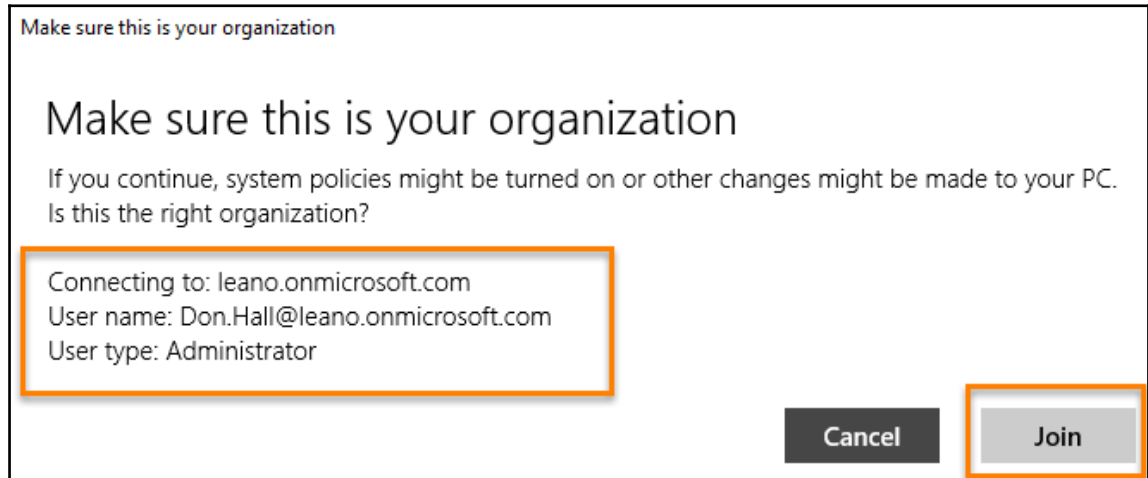 Make sure this is your organization
Make sure this is your organization
If you continue, system policies might be turned on or other changes might be made to your PC.
Is this the right organization?
Connecting to: leano.onmicrosoft.com
User name: Don.Hall@leano.onmicrosoft.com
User type: Administrator
Cancel
Join